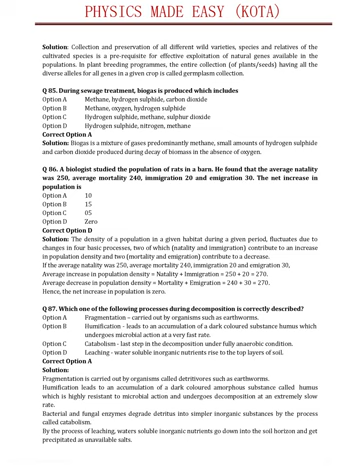 PHYSICS MADE EASY (KOTA)
Solution: Collection and preservation of all different wild varieties, species and relatives of the
cultivated species is a pre-requisite for effective exploitation of natural genes available in the
populations. In plant breeding programmes, the entire collection (of plants/seeds) having all the
diverse alleles for all genes in a given crop is called germplasm collection.
Q 85. During sewage treatment, biogas is produced which includes
Option A Methane, hydrogen sulphide, carbon dioxide
Option B Methane, oxygen, hydrogen sulphide
Option C Hydrogen sulphide, methane, sulphur dioxide
Option D Hydrogen sulphide, nitrogen, methane
Correct Option A
Solution: Biogas is a mixture of gases predominantly methane, small amounts of hydrogen sulphide
and carbon dioxide produced during decay of biomass in the absence of oxygen.
Q 86. A biologist studied the population of rats in a barn. He found that the average natality
was 250, average mortality 240, immigration 20 and emigration 30. The net increase in
population is
Option A 10
Option B 15
Option C 05
Option D Zero
Correct Option D
Solution: The density of a population in a given habitat during a given period, fluctuates due to
changes in four basic processes, two of which (natality and immigration) contribute to an increase
in population density and two (mortality and emigration) contribute to a decrease.
If the average natality was 250, average mortality 240, immigration 20 and emigration 30,
Average increase in population density = Natality + Immigration = 250 + 20 = 270.
Average decrease in population density = Mortality + Emigration = 240 + 30 = 270.
Hence, the net increase in population is zero.
Q 87. Which one of the following processes during decomposition is correctly described?
Option A Fragmentation – carried out by organisms such as earthworms.
Option B Humification - leads to an accumulation of a dark coloured substance humus which
undergoes microbial action at a very fast rate.
Option C Catabolism - last step in the decomposition under fully anaerobic condition.
Option D Leaching - water soluble inorganic nutrients rise to the top layers of soil.
Correct Option A
Solution:
Fragmentation is carried out by organisms called detritivores such as earthworms.
Humification leads to an accumulation of a dark coloured amorphous substance called humus
which is highly resistant to microbial action and undergoes decomposition at an extremely slow
rate.
Bacterial and fungal enzymes degrade detritus into simpler inorganic substances by the process
called catabolism.
By the process of leaching, waters soluble inorganic nutrients go down into the soil horizon and get
precipitated as unavailable salts.